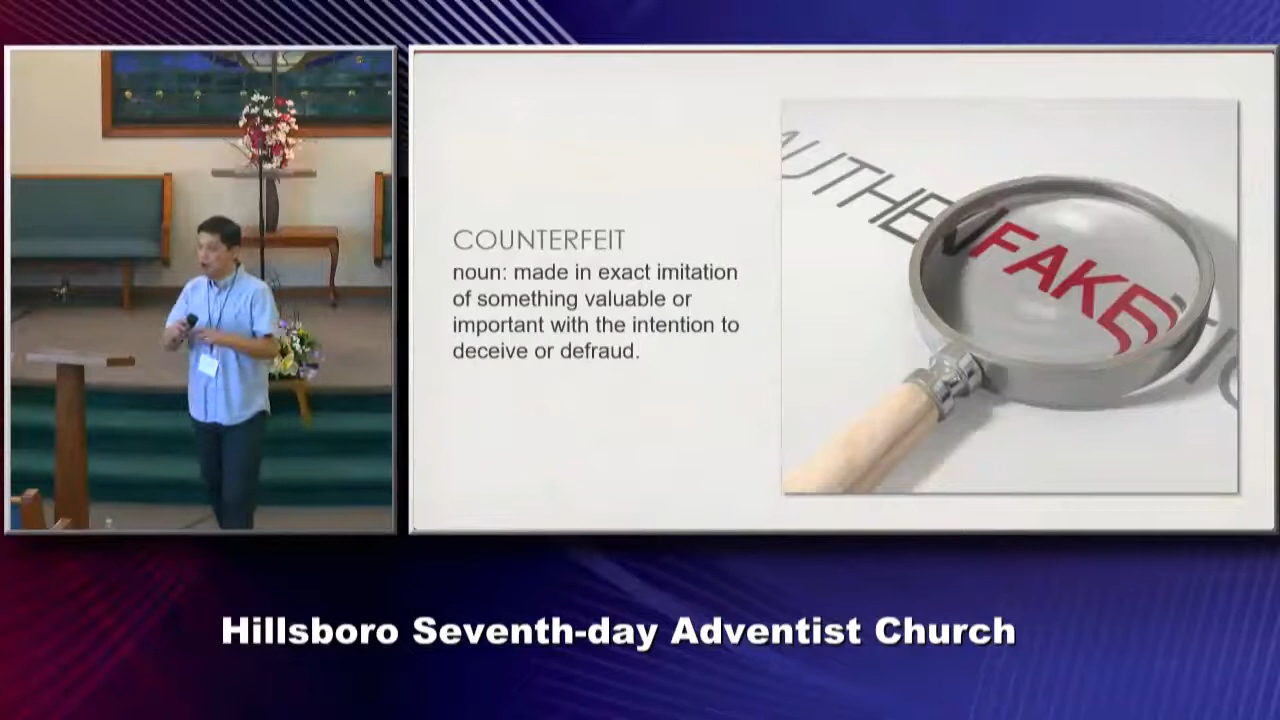 COUNTERFEIT
noun: made in exact imitation
of something valuable or
important with the intention to
deceive or defraud.
FAKE
Hillsboro Seventh-day Adventist Church